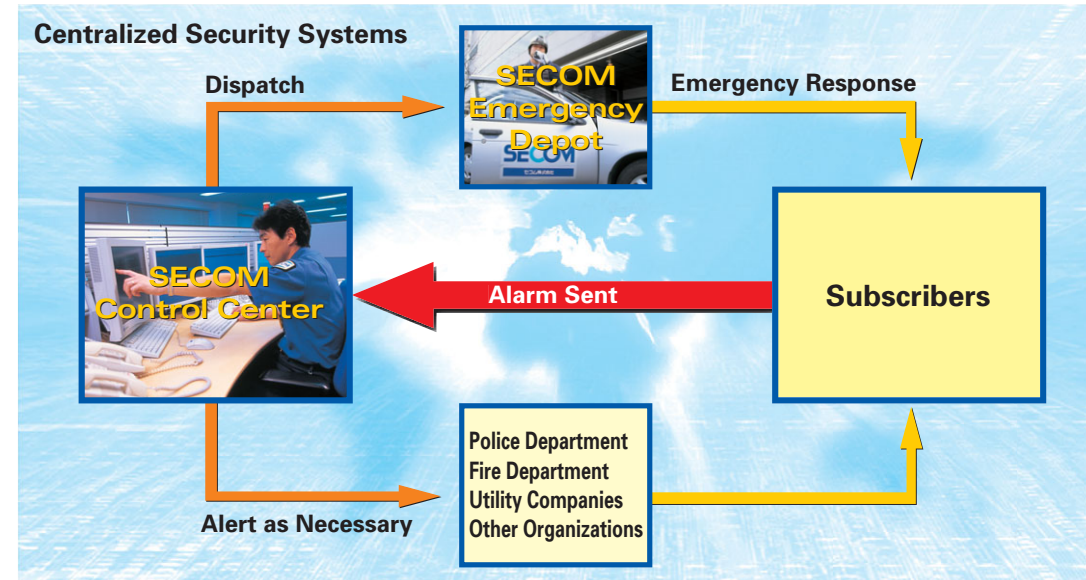 Centralized Security Systems
Dispatch
SECOM
Emergency
Depot
SECOM
Emergency Response
SECOM
Control Center
Alarm Sent
Subscribers
Police Department
Fire Department
Utility Companies
Other Organizations
Alert as Necessary